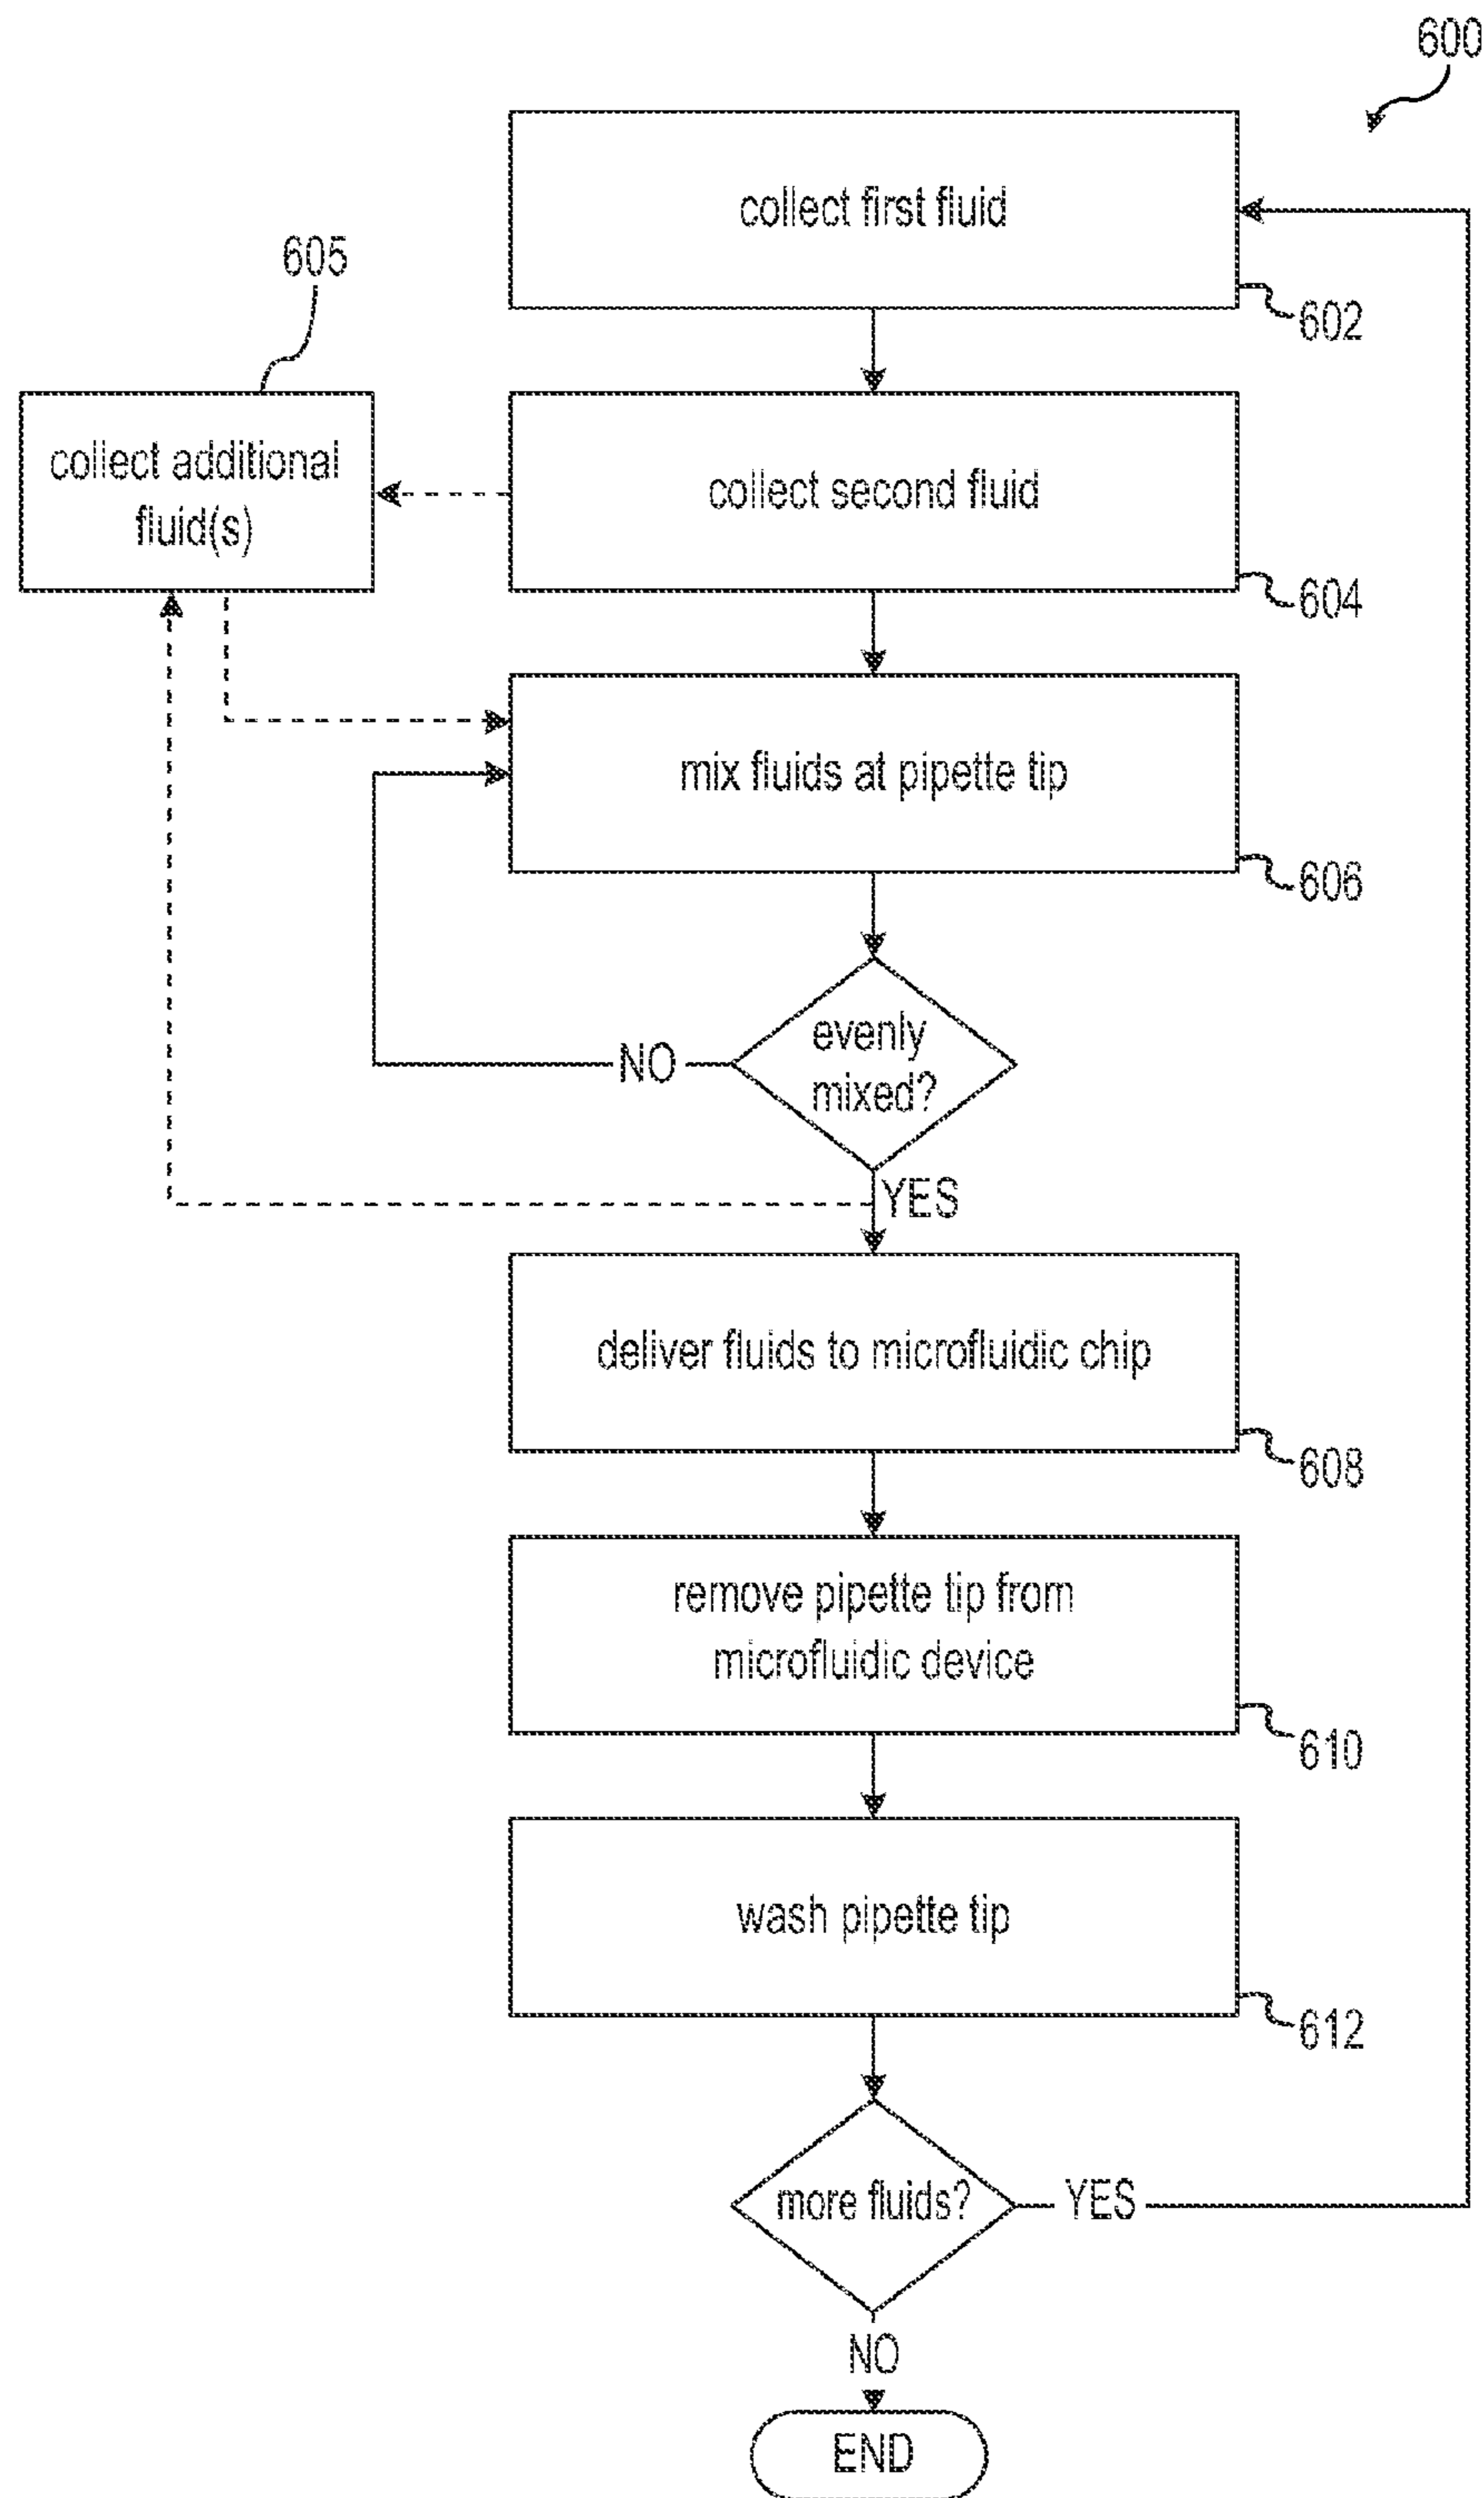 600
collect first fluid
602
605
collect additional
fluid(s)
collect second fluid
604
mix fluids at pipette tip
606
evenly
mixed?
NO
YES
deliver fluids to microfluidic chip
608
remove pipette tip from
microfluidic device
610
wash pipette tip
612
more fluids?
YES
NO
END